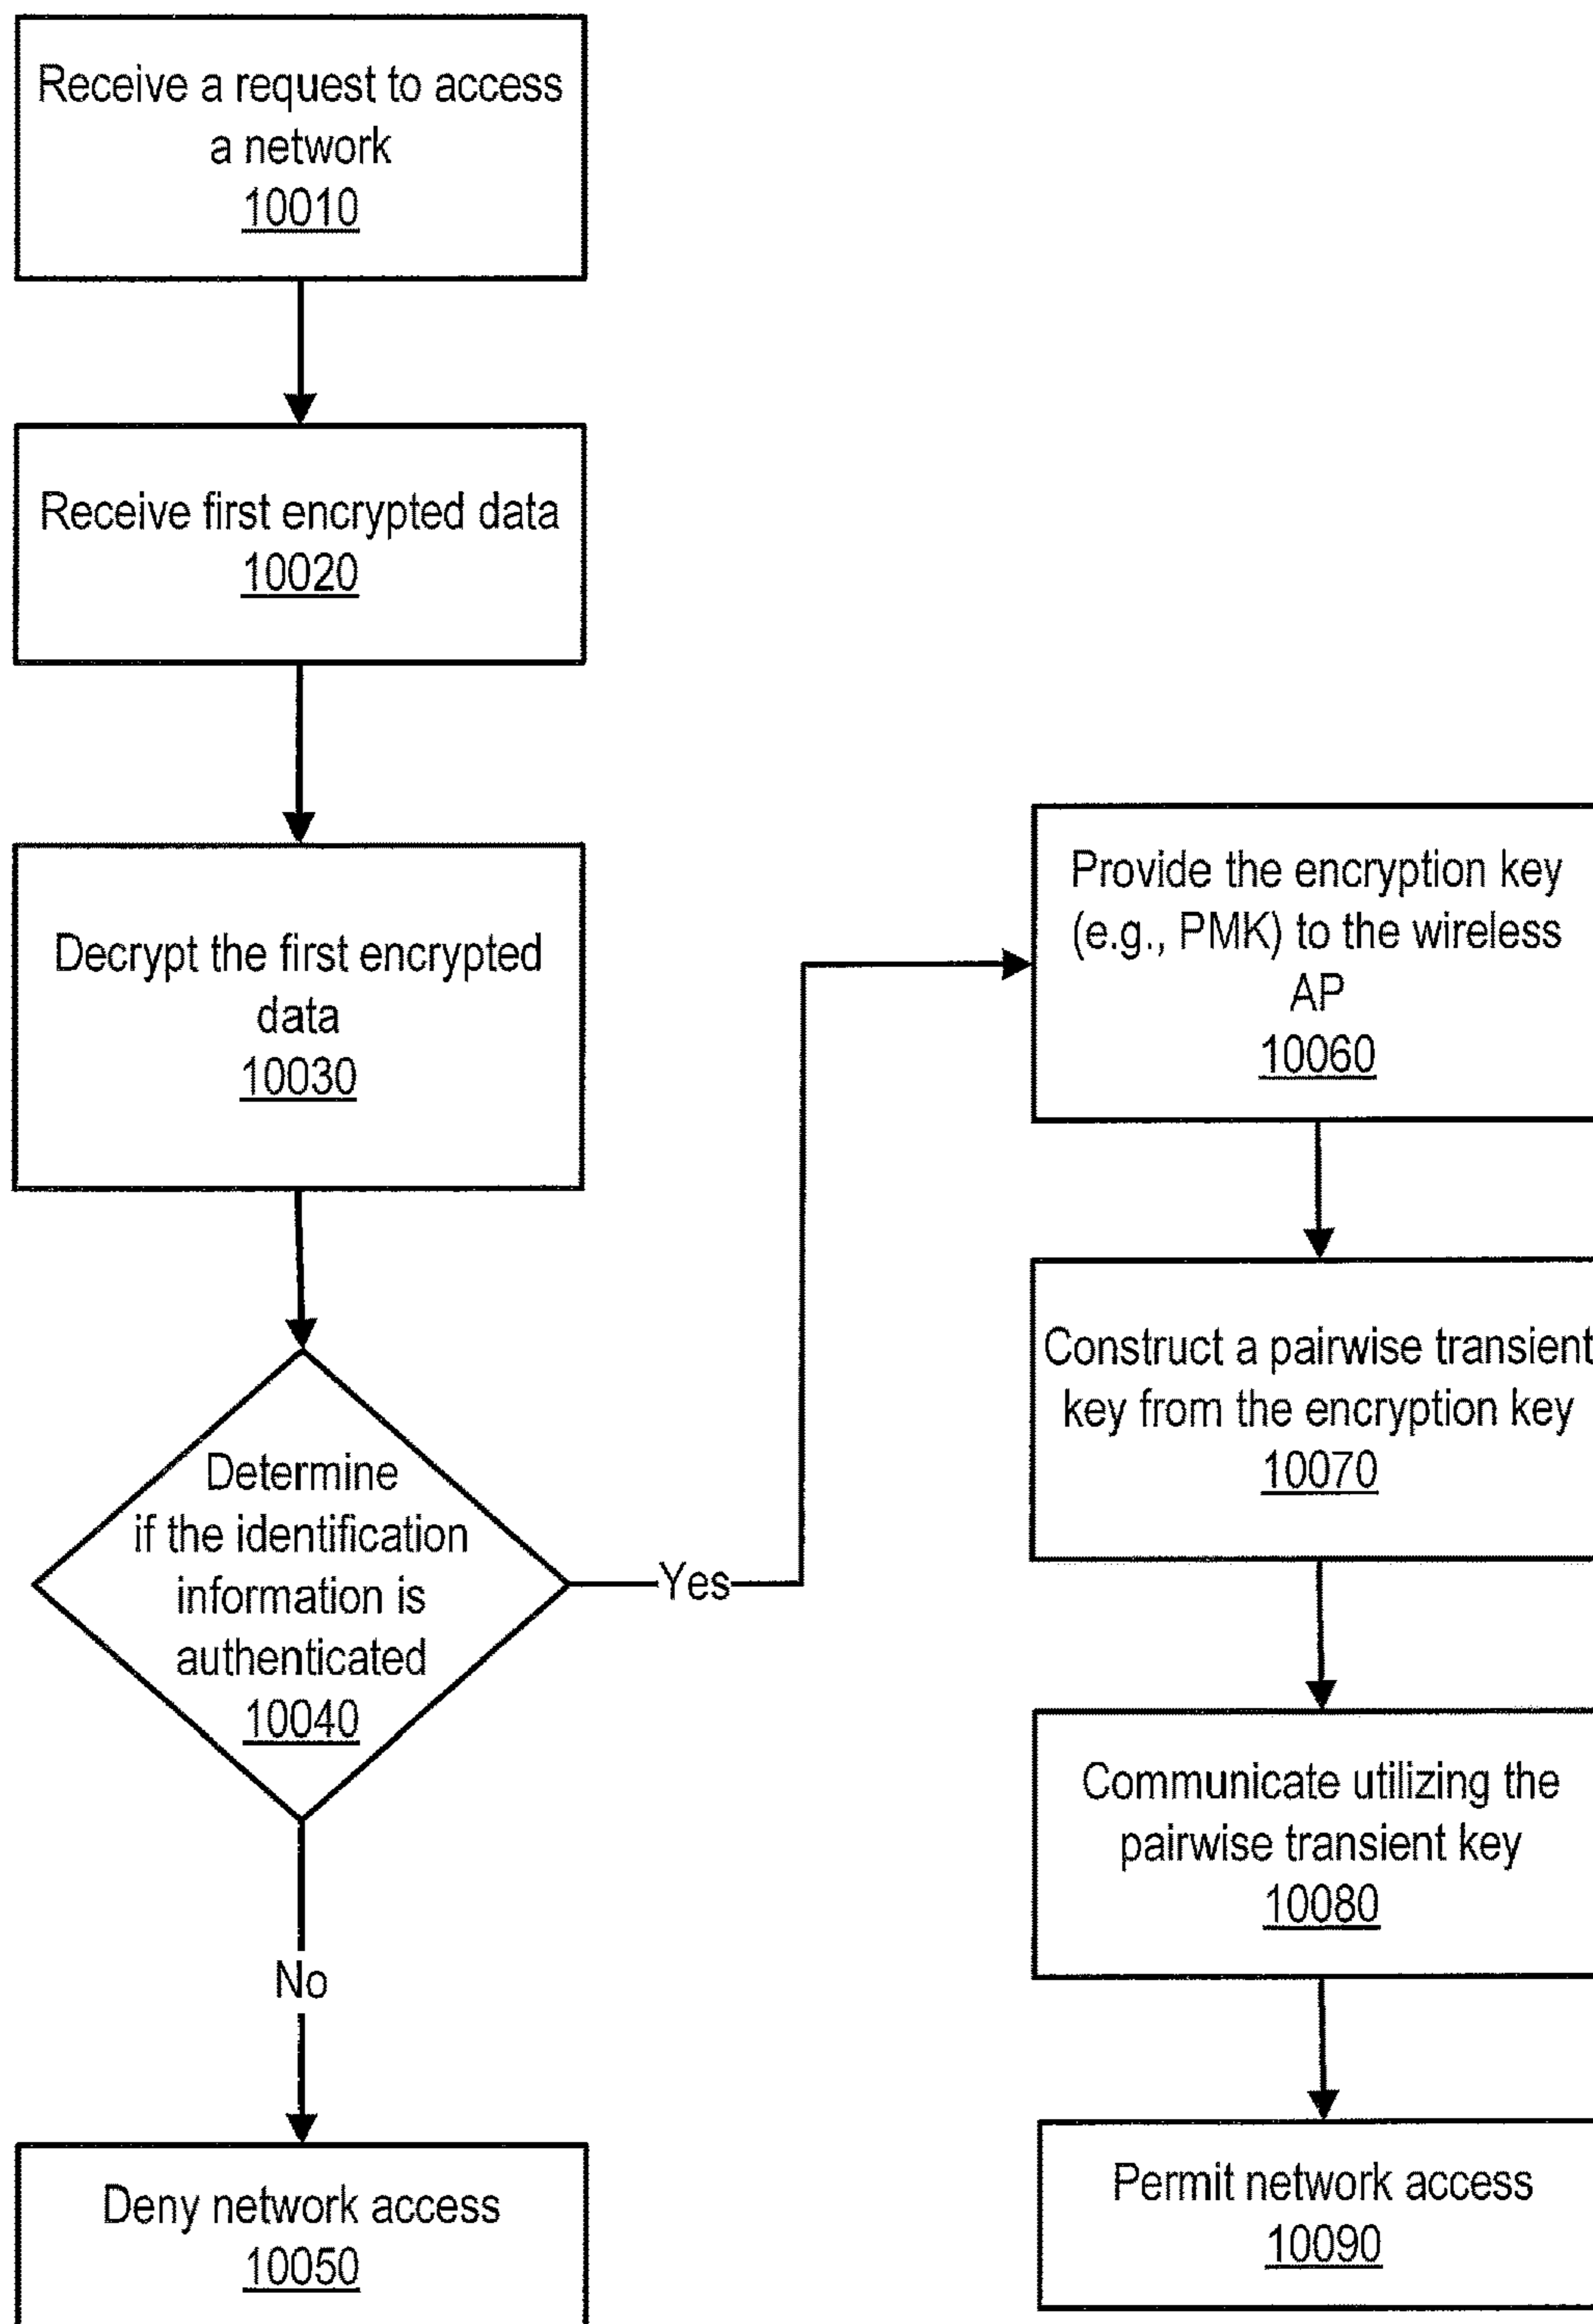 Receive a request to access
a network
10010
Receive first encrypted data
10020
Decrypt the first encrypted
data
10030
Determine
if the identification
information is
authenticated
10040
Yes
No
Deny network access
10050
Provide the encryption key
(e.g., PMK) to the wireless
AP
10060
Construct a pairwise transient
key from the encryption key
10070
Communicate utilizing the
pairwise transient key
10080
Permit network access
10090